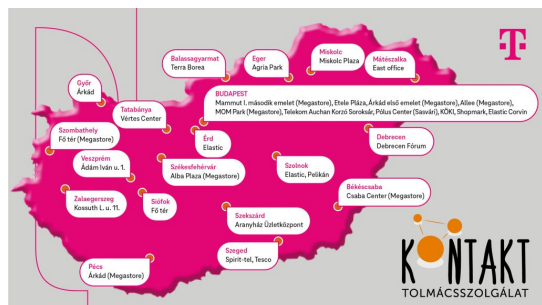 Balassagyarmat
Terra Borea
Eger
Agria Park
Miskolc
Miskolc Plaza
Mátészalka
East office
T
Győr
Árkád
Tatabánya
Vértes Center
BUDAPEST
Mammut I. második emelet (Megastore), Etele Pláza, Árkád első emelet (Megastore), Allee (Megastore),
MOM Park (Megastore), Telekom Auchan Korzó Soroksár, Pólus Center (Sasvári), KÖKI, Shopmark, Elastic Corvin
Szombathely
Fő tér (Megastore)
Érd
Elastic
Debrecen
Debrecen Fórum
Veszprém
Ádám Iván u. 1.
Székesfehérvár
Alba Plaza (Megastore)
Szolnok
Elastic, Pelikán
Zalaegerszeg
Kossuth L. u. 11.
Siófok
Fő tér
Békéscsaba
Csaba Center (Megastore)
Szekszárd
Aranyház Üzletközpont
Szeged
Spirit-tel, Tesco
Pécs
Árkád (Megastore)
KONTAKT
TOLMÁCSSZOLGÁLAT